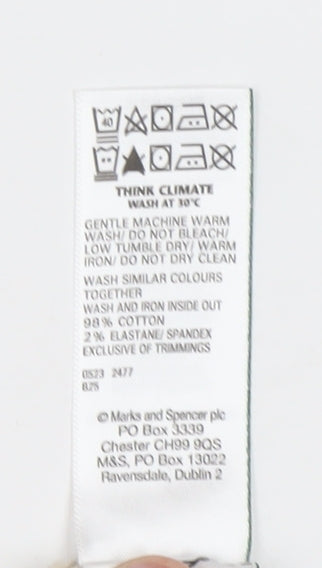 40
THINK CLIMATE
WASH AT 30°C
GENTLE MACHINE WARM
WASH/ DO NOT BLEACH/
LOW TUMBLE DRY/ WARM
IRON/ DO NOT DRY CLEAN
WASH SIMILAR COLOURS
TOGETHER
WASH AND IRON INSIDE OUT
98% COTTON
2% ELASTANE/ SPANDEX
EXCLUSIVE OF TRIMMINGS
0523 2477
825
© Marks and Spencer plc
PO Box 3339
Chester CH99 9QS
M&S, PO Box 13022
Ravensdale, Dublin 2